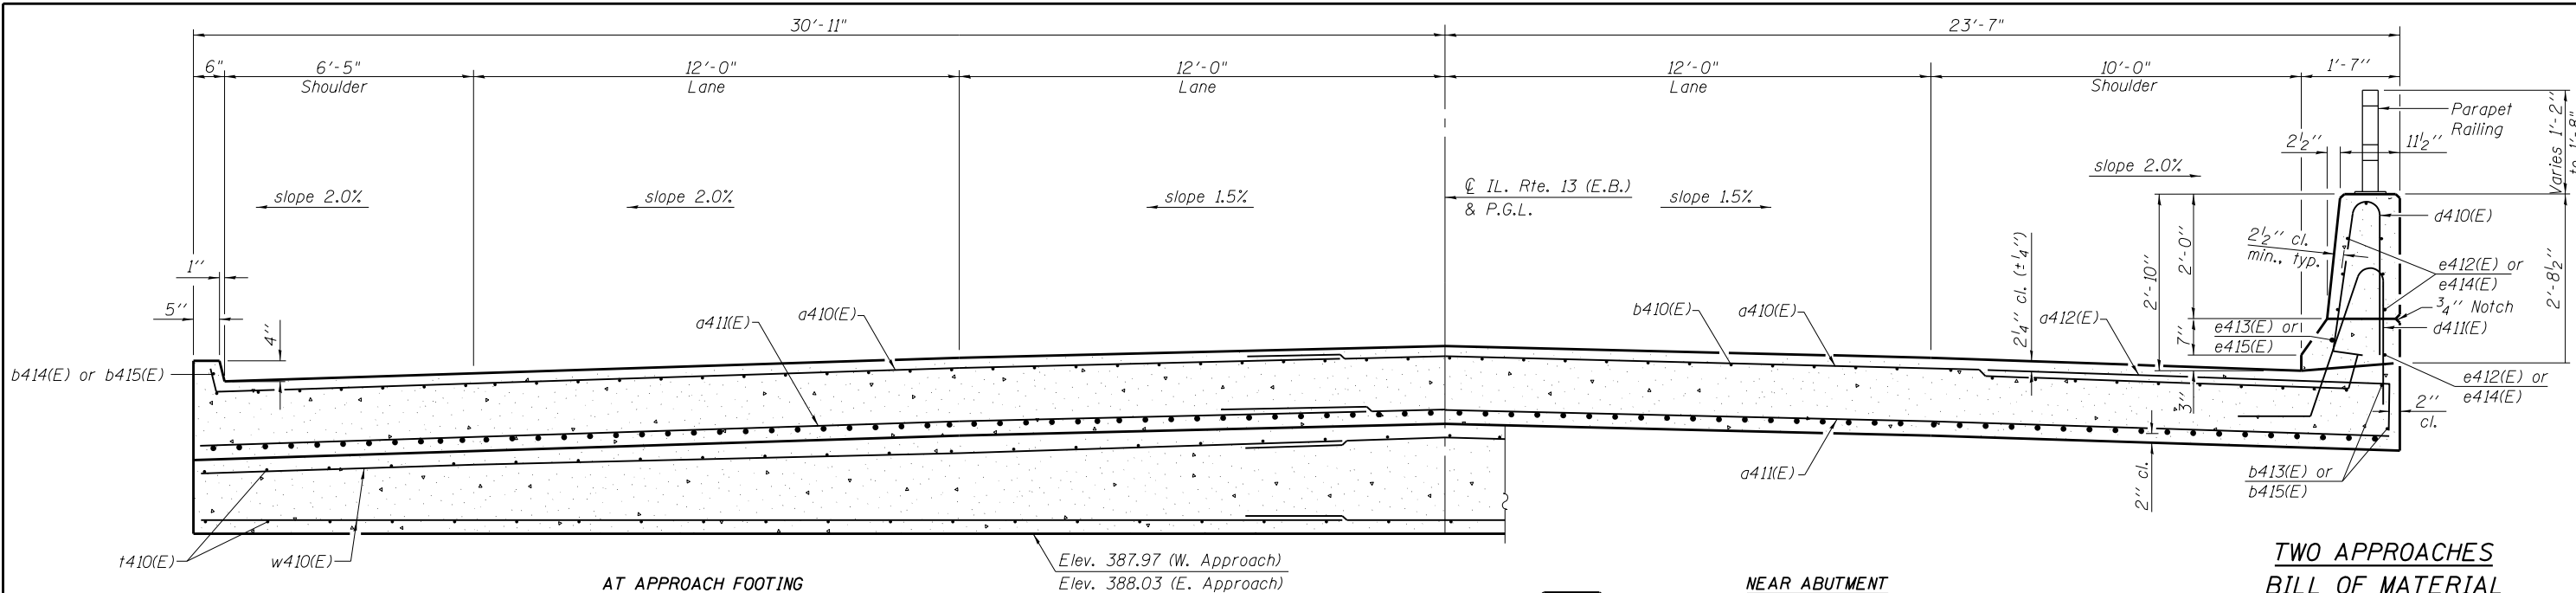 30'-11"
23'-7"
6"
6'-5"
Shoulder
12'-0"
Lane
12'-0"
Lane
12'-0"
Lane
10'-0"
Shoulder
1'-7"
Parapet
Railing
Varies 1'-2"
to 1'-8"
2½"
11½"
slope 2.0%
slope 2.0%
slope 2.0%
slope 1.5%
℄ IL. Rte. 13 (E.B.)
& P.G.L.
slope 1.5%
d410(E)
2½" cl.
min., typ.
2'-0"
2'-10"
2¼" cl. (±¼")
e412(E) or
e414(E)
¾" Notch
2'-8½"
1"
5"
4"
a411(E)
a410(E)
b410(E)
a410(E)
a412(E)
7"
e413(E) or
e415(E)
d411(E)
b414(E) or b415(E)
e412(E) or
e414(E)
3"
2"
cl.
2" cl.
a411(E)
b413(E) or
b415(E)
t410(E)
w410(E)
Elev. 387.97 (W. Approach)
Elev. 388.03 (E. Approach)
AT APPROACH FOOTING
NEAR ABUTMENT
TWO APPROACHES
BILL OF MATERIAL